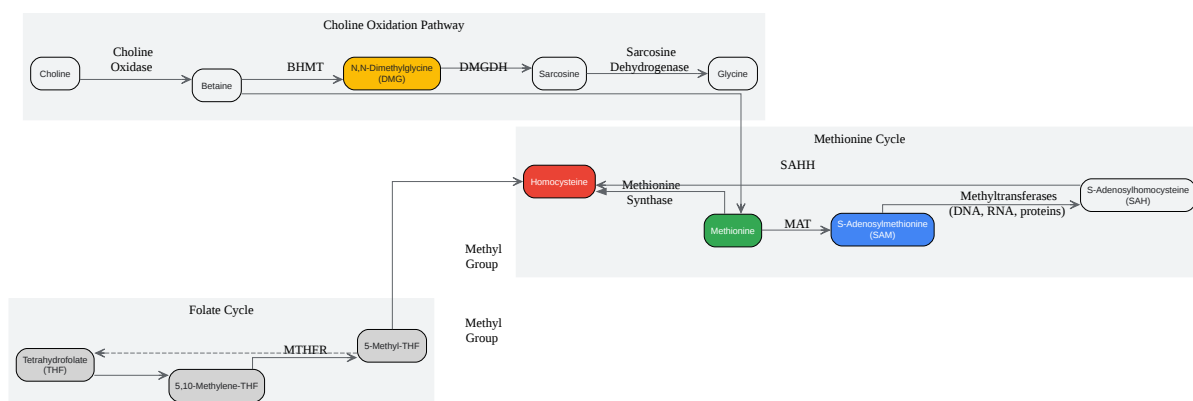 Choline Oxidation Pathway
Choline
Oxidase
Sarcosine
Dehydrogenase
Choline
BHMT
N,N-Dimethylglycine
(DMG)
DMGDH
Sarcosine
Glycine
Betaine
Methionine Cycle
SAHH
Homocysteine
Methionine
Synthase
Methyltransferases
(DNA, RNA, proteins)
S-Adenosylhomocysteine
(SAH)
Methionine
MAT
S-Adenosylmethionine
(SAM)
Methyl
Group
Folate Cycle
Methyl
Group
5-Methyl-THF
MTHFR
Tetrahydrofolate
(THF)
5,10-Methylene-THF